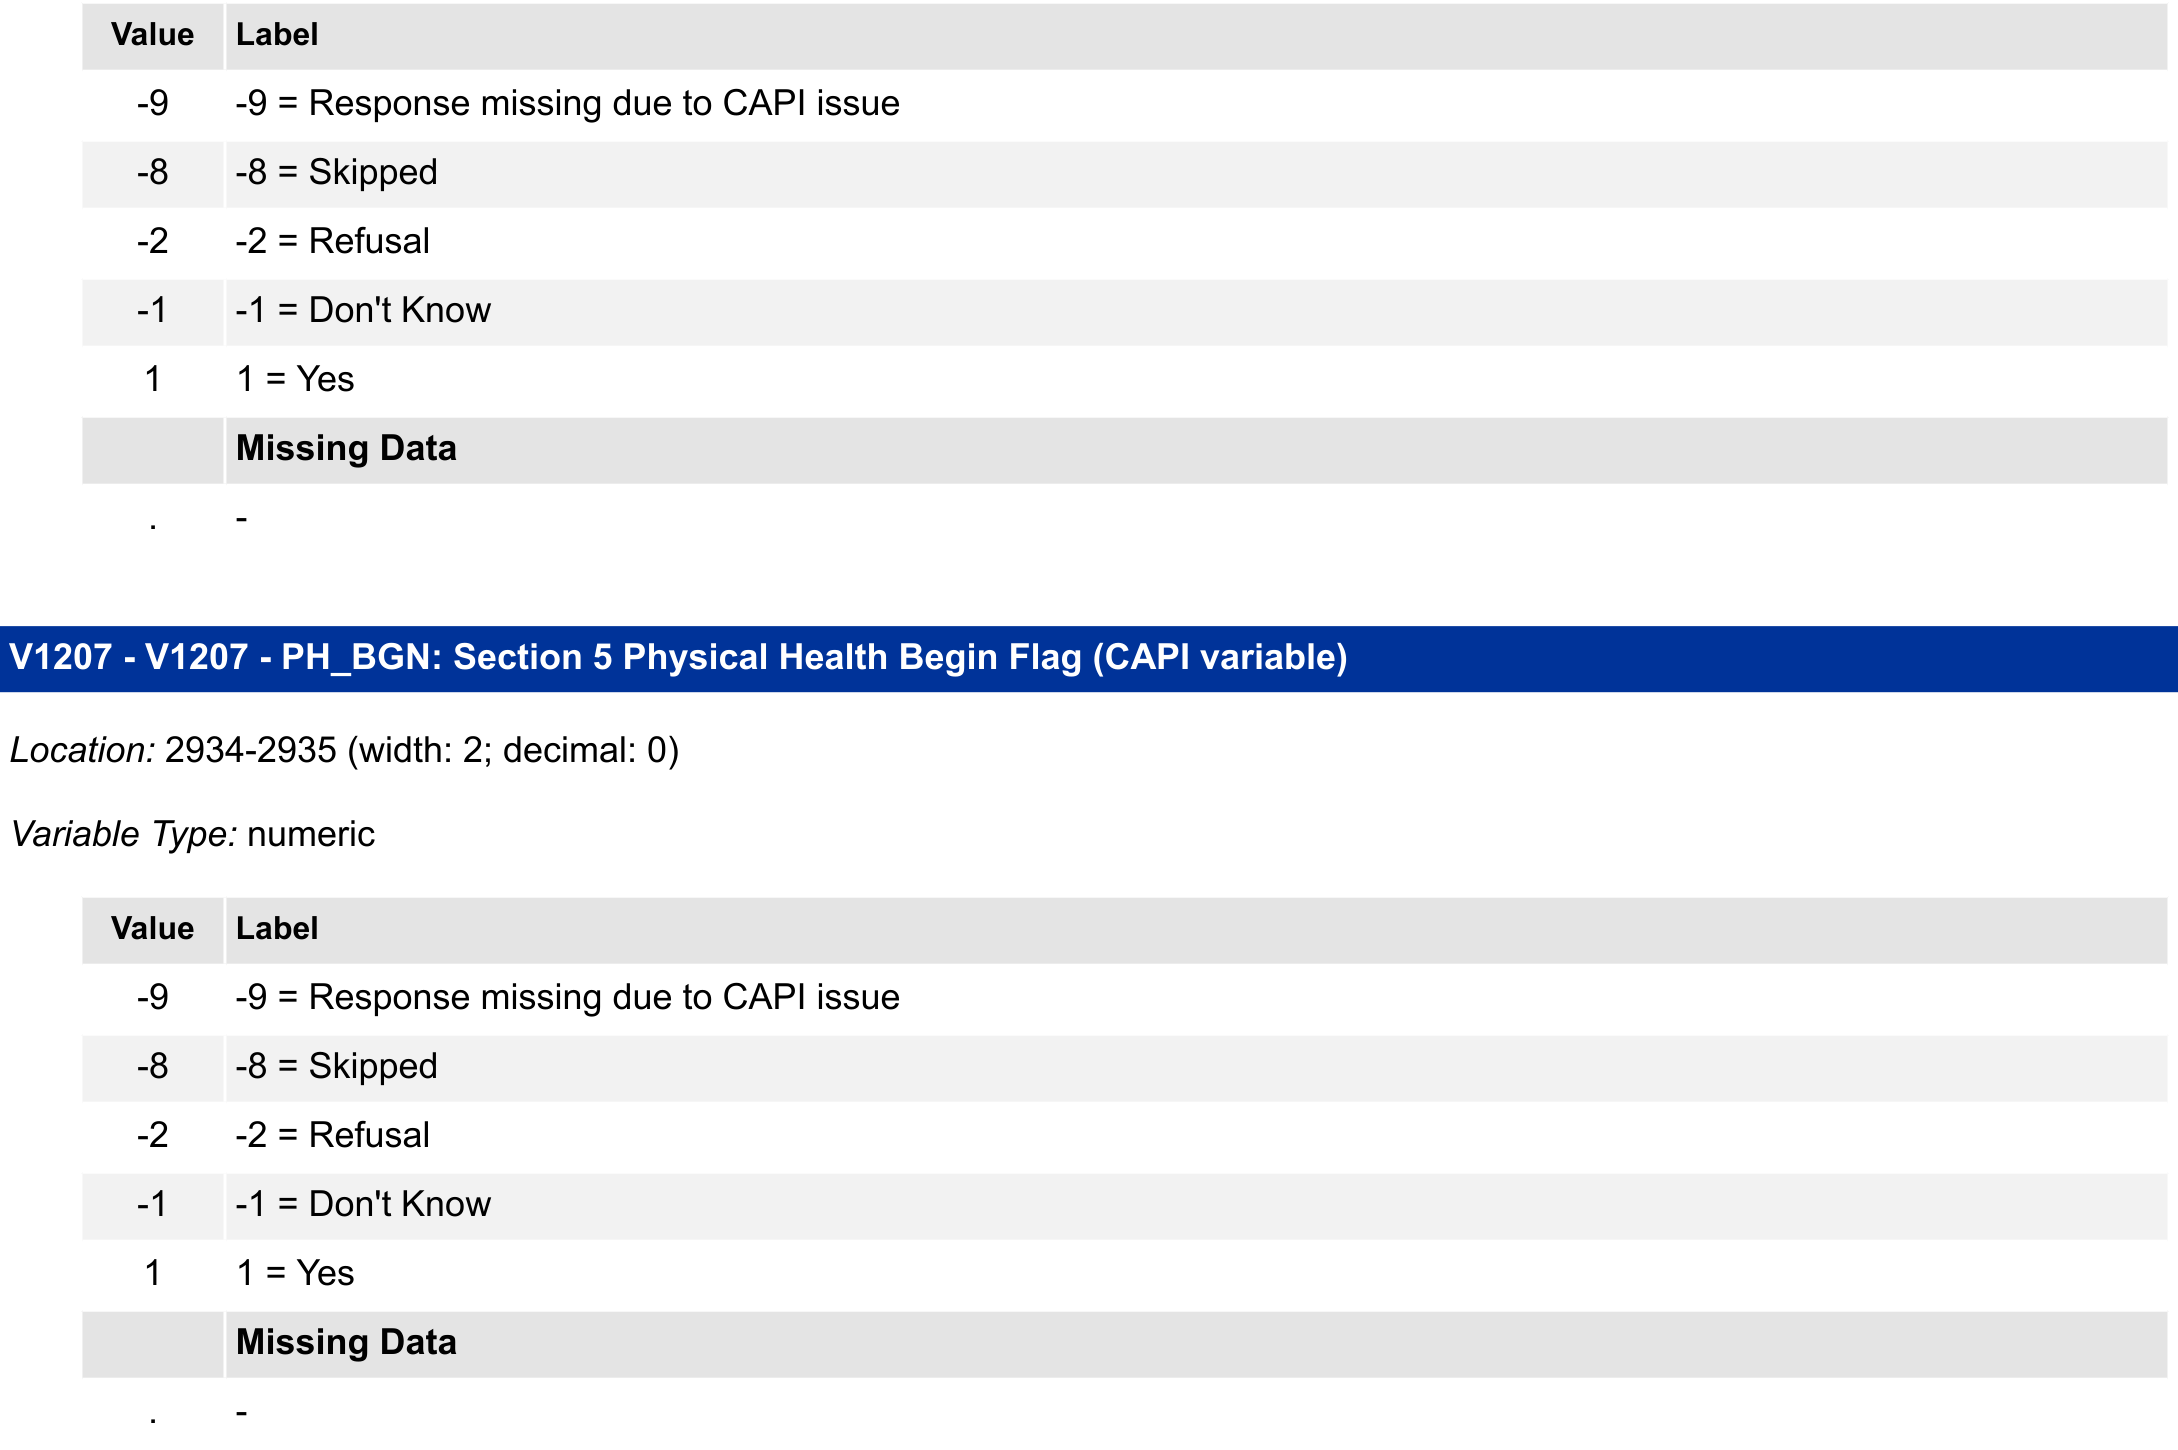 Value Label
-9 -9 = Response missing due to CAPI issue
-8 -8 = Skipped
-2 -2 = Refusal
-1 -1 = Don't Know
1 1 = Yes
Missing Data
. -
V1207 - V1207 - PH_BGN: Section 5 Physical Health Begin Flag (CAPI variable)
Location: 2934-2935 (width: 2; decimal: 0)
Variable Type: numeric
Value Label
-9 -9 = Response missing due to CAPI issue
-8 -8 = Skipped
-2 -2 = Refusal
-1 -1 = Don't Know
1 1 = Yes
Missing Data
. -